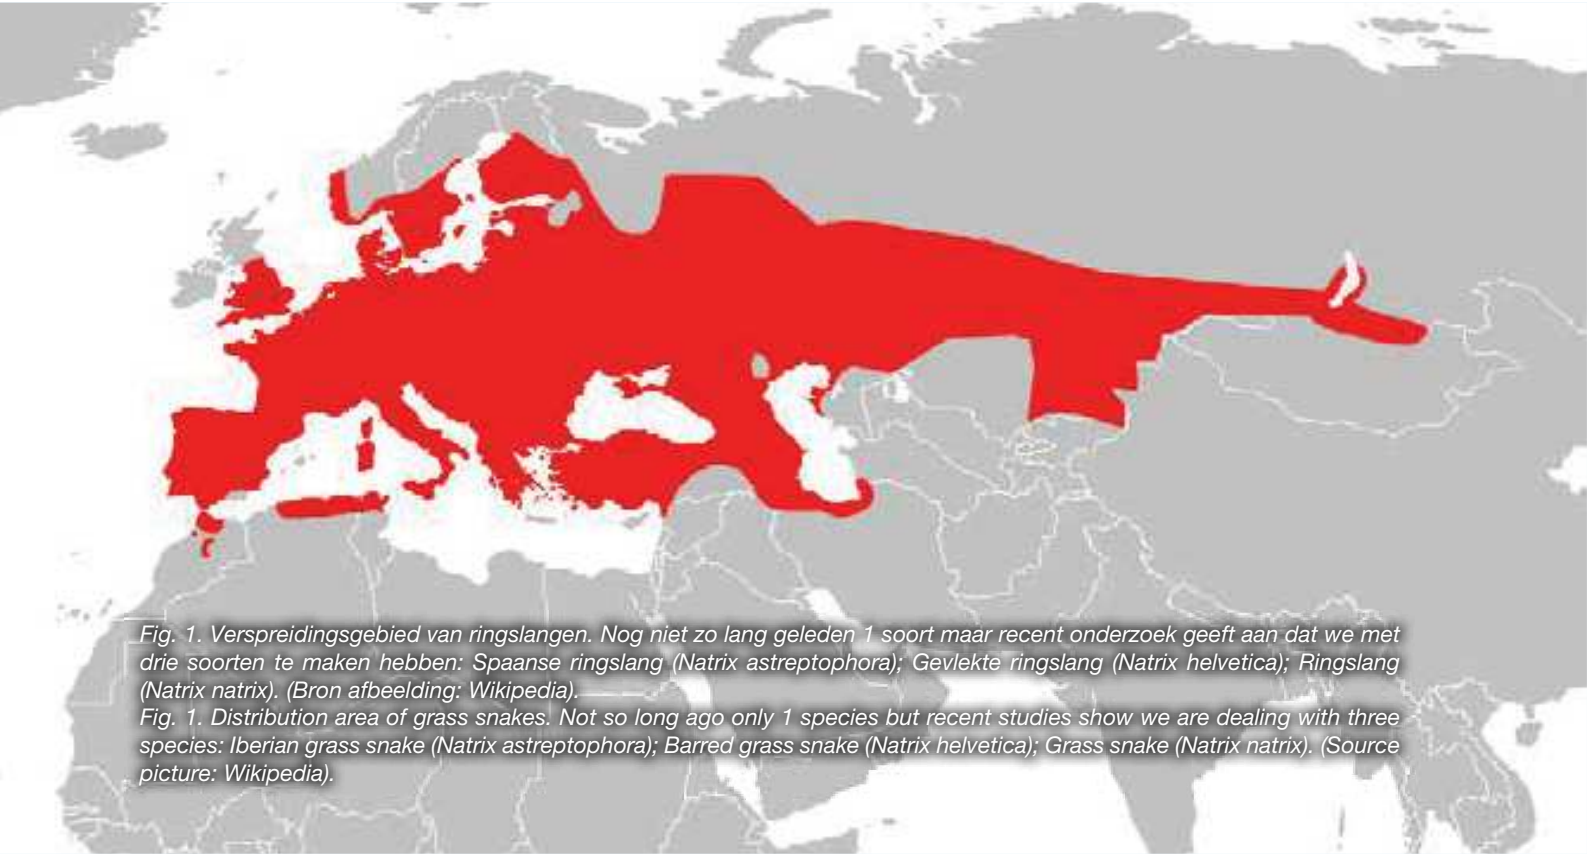 Fig. 1. Verspreidingsgebied van ringslangen. Nog niet zo lang geleden 1 soort maar recent onderzoek geeft aan dat we met
drie soorten te maken hebben: Spaanse ringslang (Natrix astreptophora); Gevlekte ringslang (Natrix helvetica); Ringslang
(Natrix natrix). (Bron afbeelding: Wikipedia).
Fig. 1. Distribution area of grass snakes. Not so long ago only 1 species but recent studies show we are dealing with three
species: Iberian grass snake (Natrix astreptophora); Barred grass snake (Natrix helvetica); Grass snake (Natrix natrix). (Source
picture: Wikipedia).